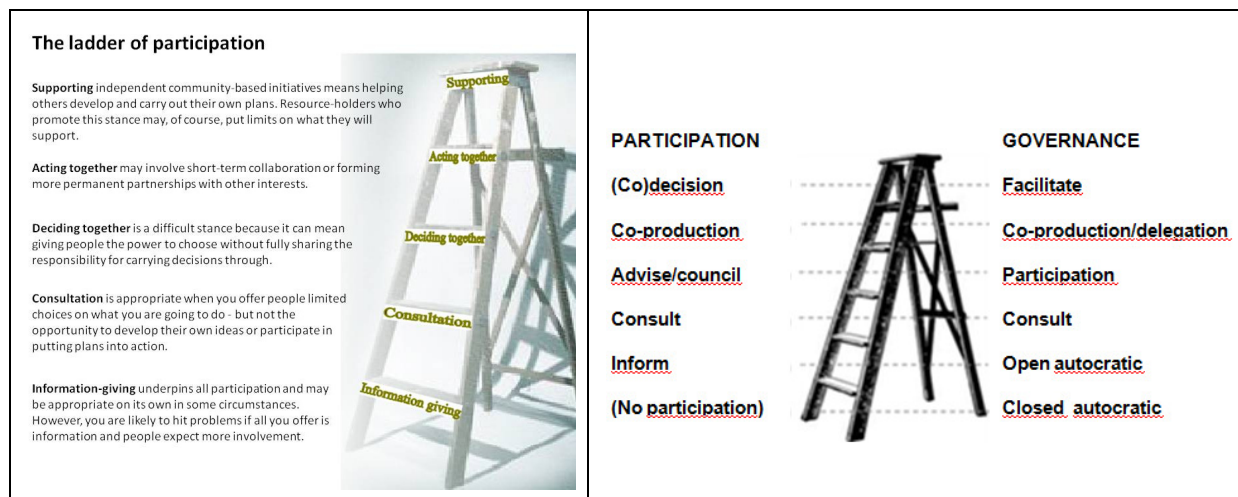 The ladder of participation
Supporting independent community-based initiatives means helping
others develop and carry out their own plans. Resource-holders who
promote this stance may, of course, put limits on what they will
support.
Acting together may involve short-term collaboration or forming
more permanent partnerships with other interests.
Deciding together is a difficult stance because it can mean
giving people the power to choose without fully sharing the
responsibility for carrying decisions through.
Consultation is appropriate when you offer people limited
choices on what you are going to do - but not the
opportunity to develop their own ideas or participate in
putting plans into action.
Information-giving underpins all participation and may
be appropriate on its own in some circumstances.
However, you are likely to hit problems if all you offer is
information and people expect more involvement.
Supporting
Acting together
Deciding together
Consultation
Information giving
PARTICIPATION
(Co)decision
Co-production
Advise/council
Consult
Inform
(No participation)
GOVERNANCE
Facilitate
Co-production/delegation
Participation
Consult
Open autocratic
Closed autocratic